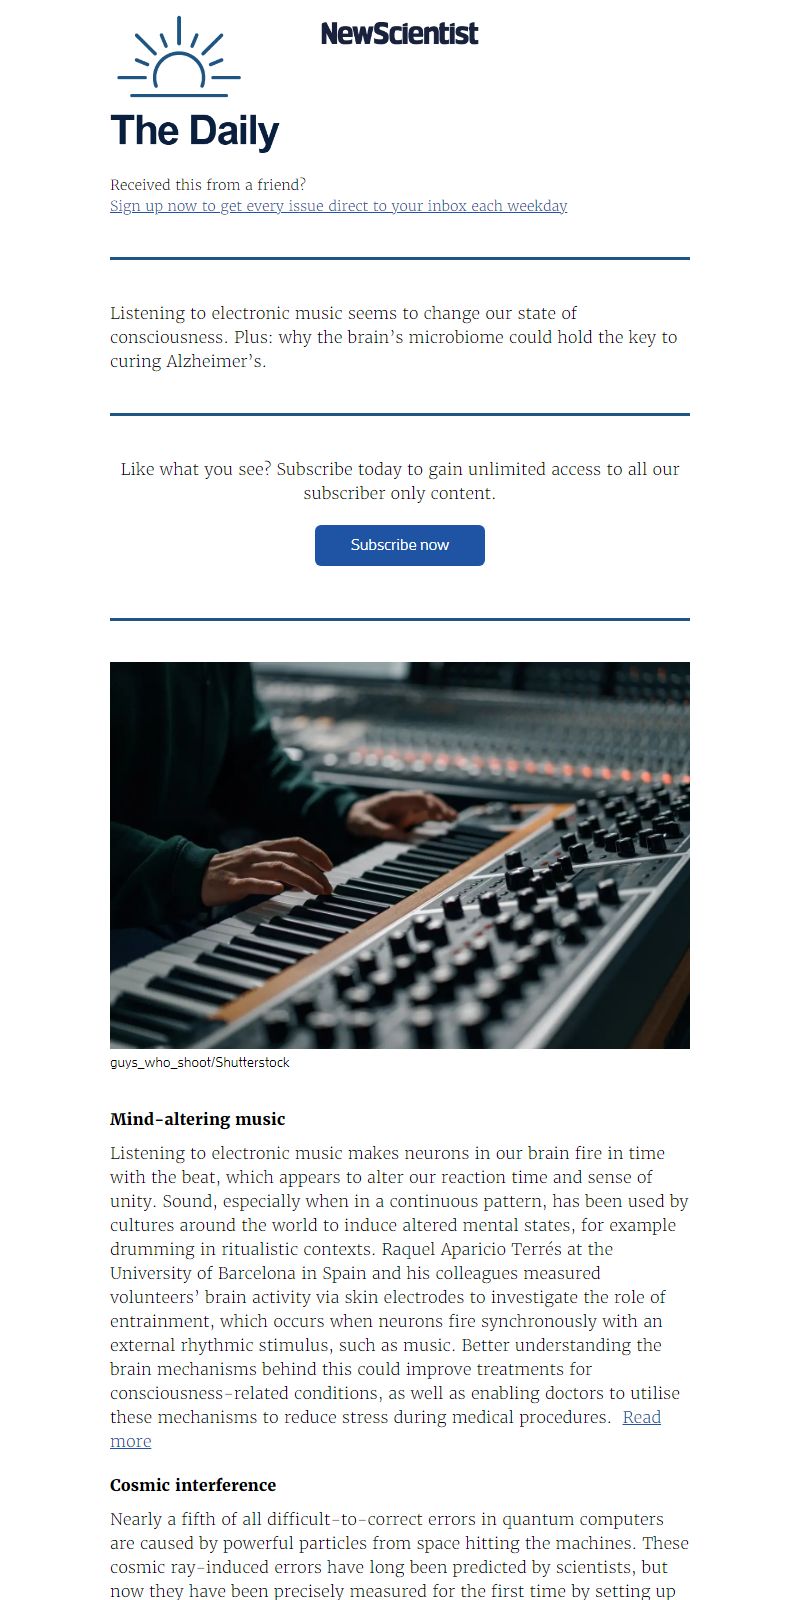 NewScientist
The Daily
Received this from a friend?
Sign up now to get every issue direct to your inbox each weekday
Listening to electronic music seems to change our state of
consciousness. Plus: why the brain’s microbiome could hold the key to
curing Alzheimer’s.
Like what you see? Subscribe today to gain unlimited access to all our
subscriber only content.
Subscribe now
guys_who_shoot/Shutterstock
Mind-altering music
Listening to electronic music makes neurons in our brain fire in time
with the beat, which appears to alter our reaction time and sense of
unity. Sound, especially when in a continuous pattern, has been used by
cultures around the world to induce altered mental states, for example
drumming in ritualistic contexts. Raquel Aparicio Terrés at the
University of Barcelona in Spain and his colleagues measured
volunteers’ brain activity via skin electrodes to investigate the role of
entrainment, which occurs when neurons fire synchronously with an
external rhythmic stimulus, such as music. Better understanding the
brain mechanisms behind this could improve treatments for
consciousness-related conditions, as well as enabling doctors to utilise
these mechanisms to reduce stress during medical procedures. Read
more
Cosmic interference
Nearly a fifth of all difficult-to-correct errors in quantum computers
are caused by powerful particles from space hitting the machines. These
cosmic ray-induced errors have long been predicted by scientists, but
now they have been precisely measured for the first time by setting up